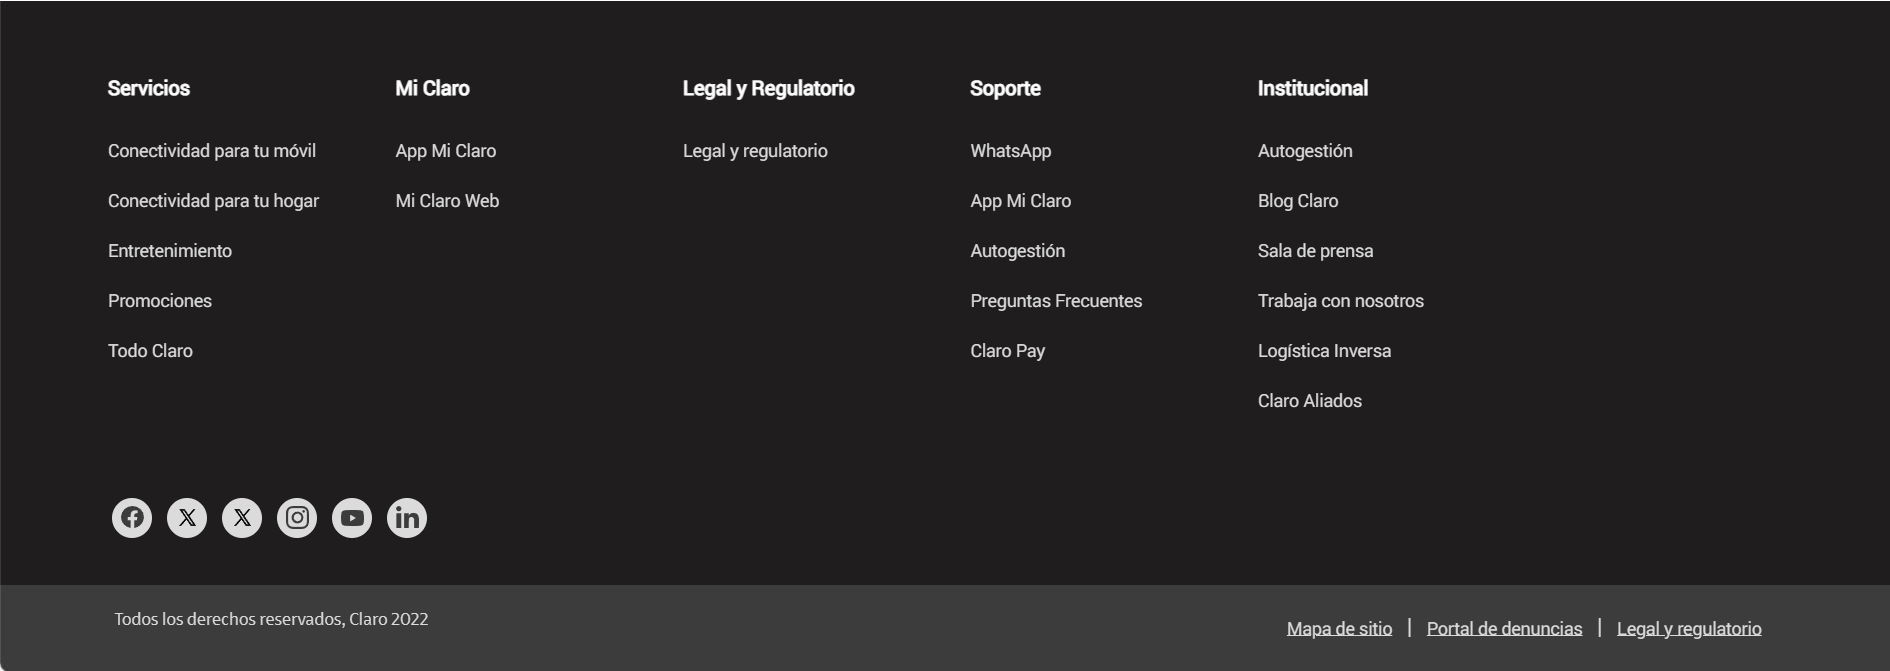 Servicios
Conectividad para tu móvil
Conectividad para tu hogar
Entretenimiento
Promociones
Todo Claro
Mi Claro
App Mi Claro
Mi Claro Web
Legal y Regulatorio
Legal y regulatorio
Soporte
WhatsApp
App Mi Claro
Autogestión
Preguntas Frecuentes
Claro Pay
Institucional
Autogestión
Blog Claro
Sala de prensa
Trabaja con nosotros
Logística Inversa
Claro Aliados
Todos los derechos reservados, Claro 2022
Mapa de sitio | Portal de denuncias | Legal y regulatorio